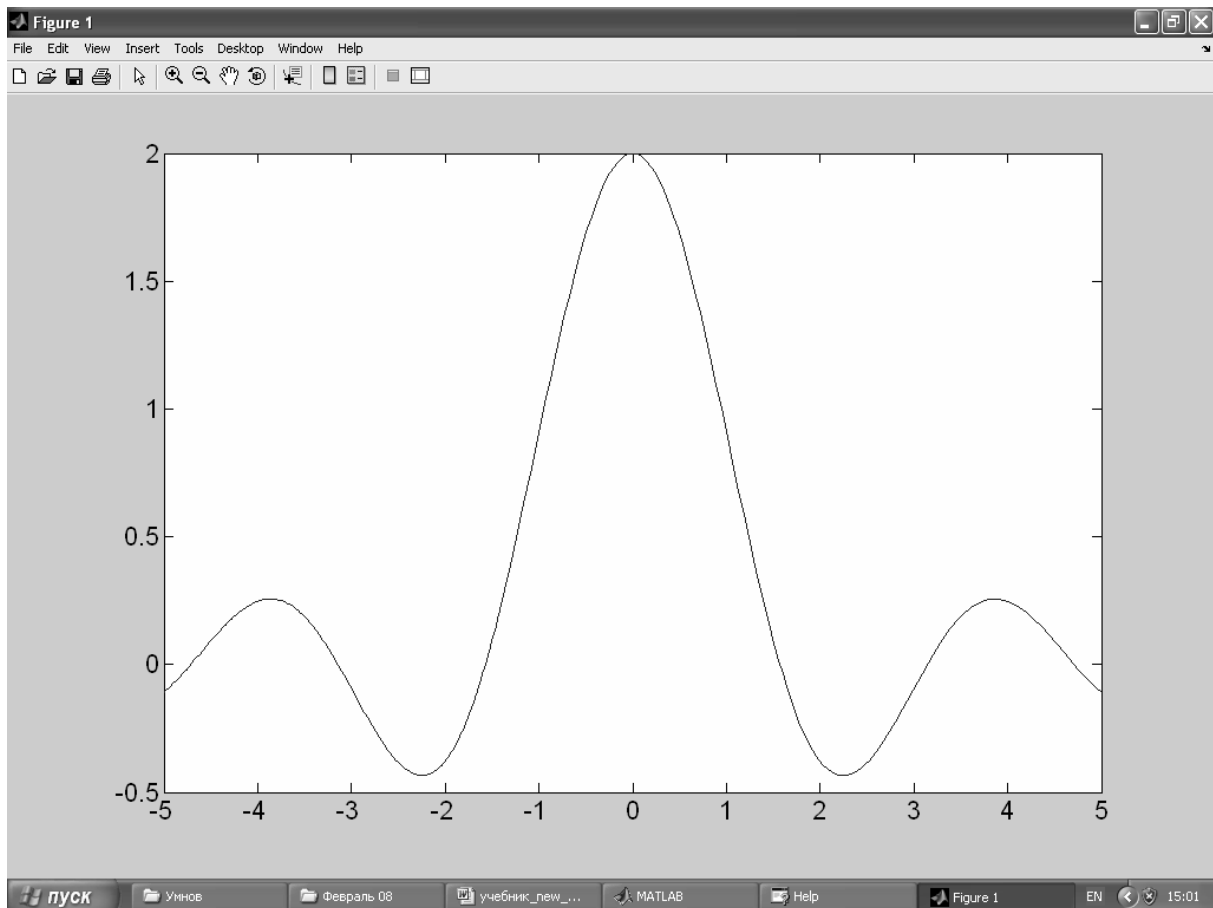 Figure 1
File Edit View Insert Tools Desktop Window Help
2
1.5
1
0.5
0
-0.5
-5 -4 -3 -2 -1 0 1 2 3 4 5
пуск Умнов Февраль 08 учебник_new_... MATLAB Help Figure 1 EN 15:01